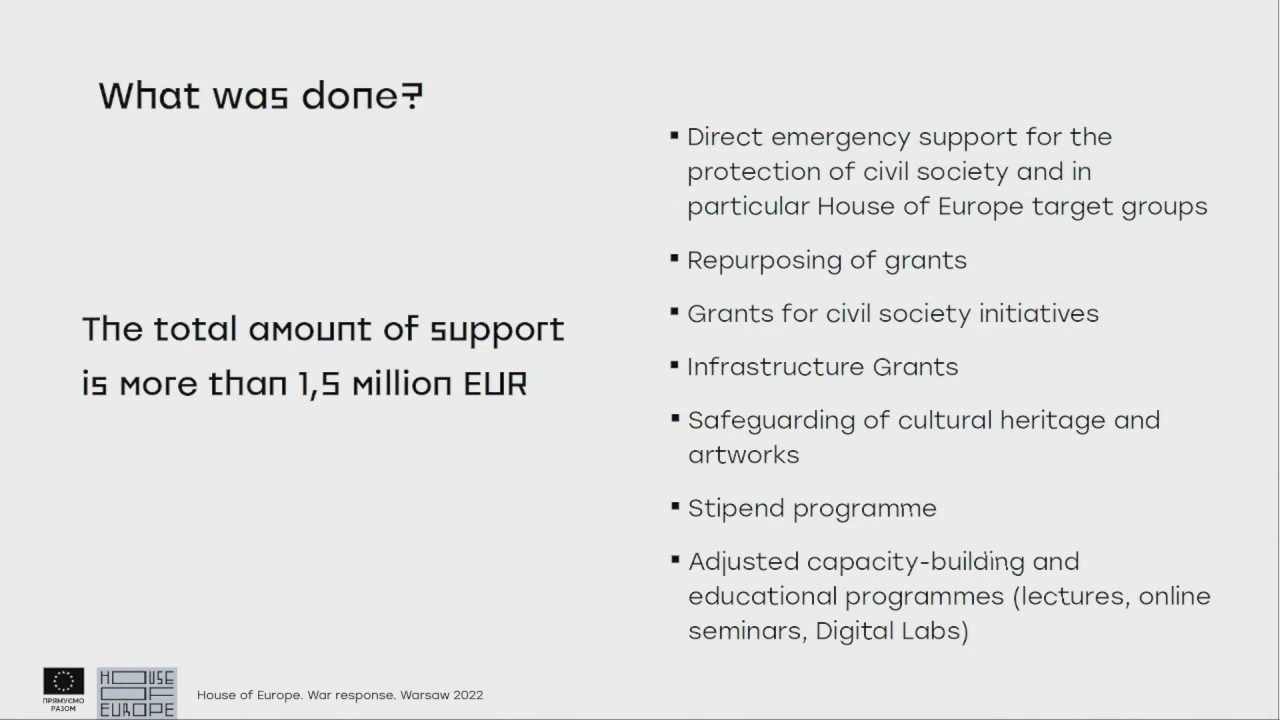 What was done?
The total amount of support
is more than 1,5 million EUR
▪ Direct emergency support for the
protection of civil society and in
particular House of Europe target groups
▪ Repurposing of grants
▪ Grants for civil society initiatives
▪ Infrastructure Grants
▪ Safeguarding of cultural heritage and
artworks
▪ Stipend programme
▪ Adjusted capacity-building and
educational programmes (lectures, online
seminars, Digital Labs)
ПРЯМУЄМО
РАЗОМ
HOUSE
OF
EUROPE
House of Europe. War response. Warsaw 2022